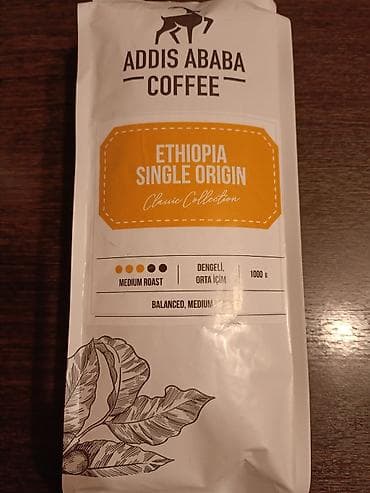 ADDIS ABABA
COFFEE
ETHIOPIA
SINGLE ORIGIN
Classic Collection
MEDIUM ROAST
DENGELİ,
ORTA İÇİM
1000 g
BALANCED, MEDIUM